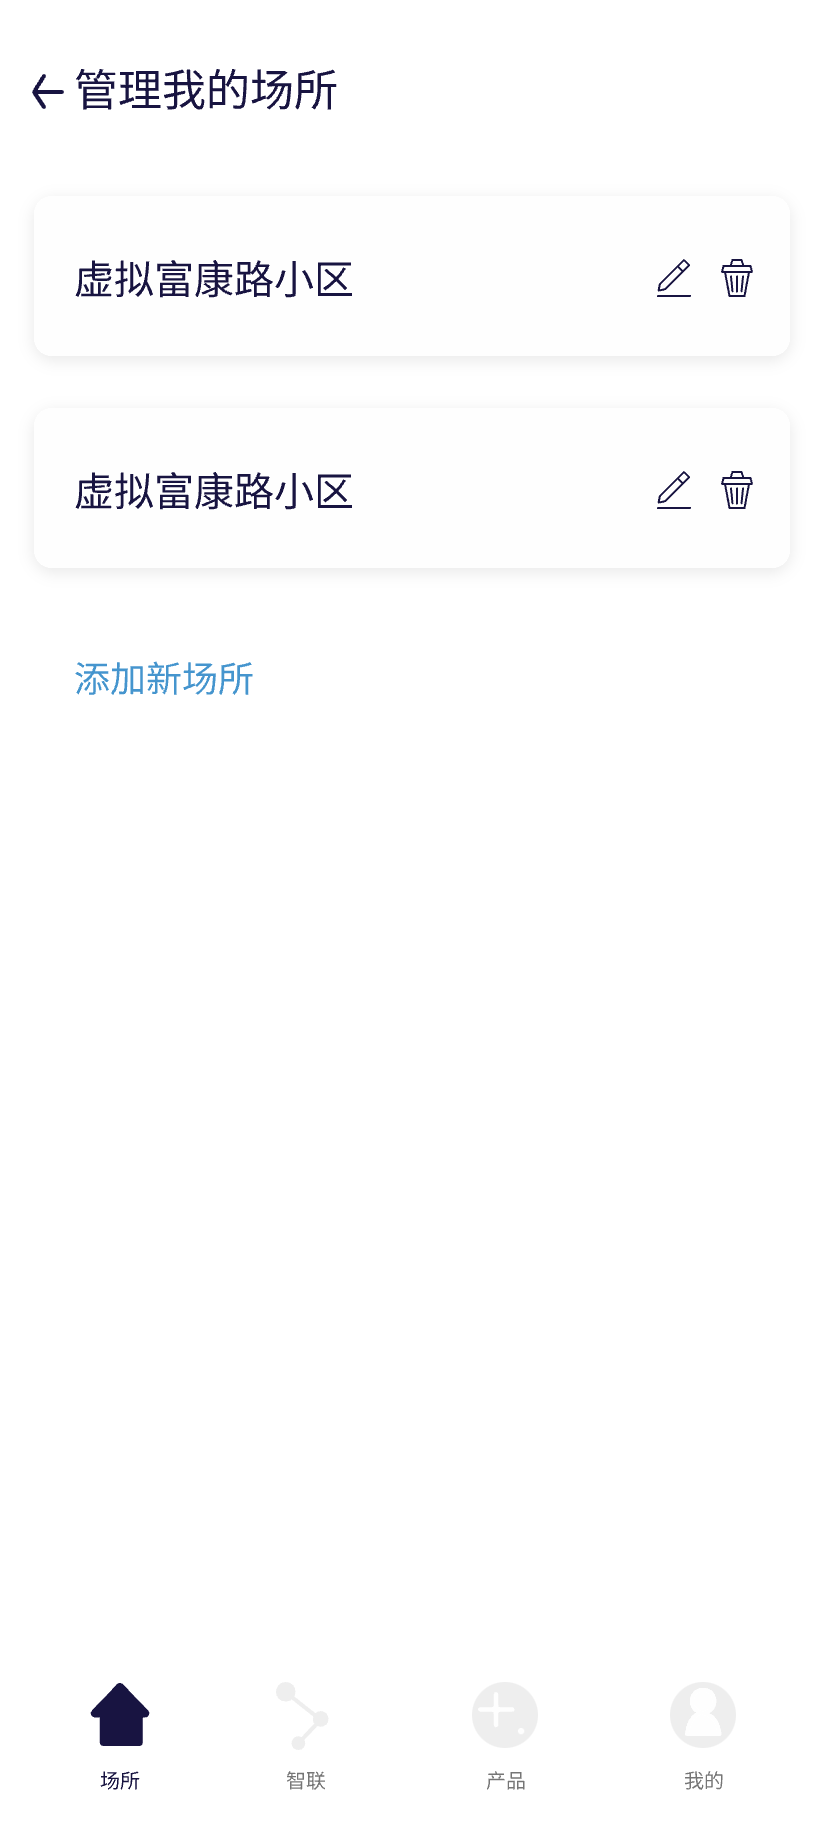 管理我的场所
虚拟富康路小区
虚拟富康路小区
添加新场所
场所
智联
产品
我的